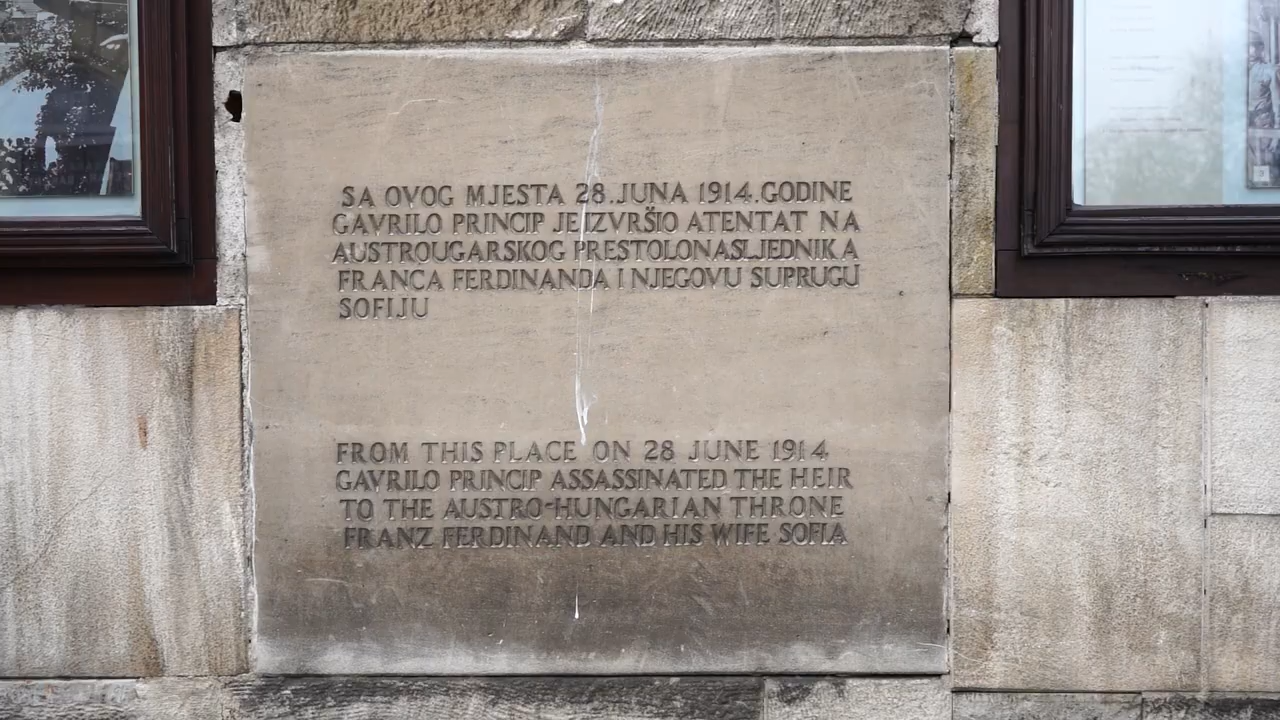 SA OVOG MJESTA 28.JUNA 1914.GODINE
GAVRILO PRINCIP JE IZVRŠIO ATENTAT NA
AUSTROUGARSKOG PRESTOLONASLJEDNIKA
FRANCA FERDINANDA I NJEGOVU SUPRUGU
SOFIJU
FROM THIS PLACE ON 28 JUNE 1914,
GAVRILO PRINCIP ASSASSINATED THE HEIR
TO THE AUSTRO-HUNGARIAN THRONE
FRANZ FERDINAND AND HIS WIFE SOFIA